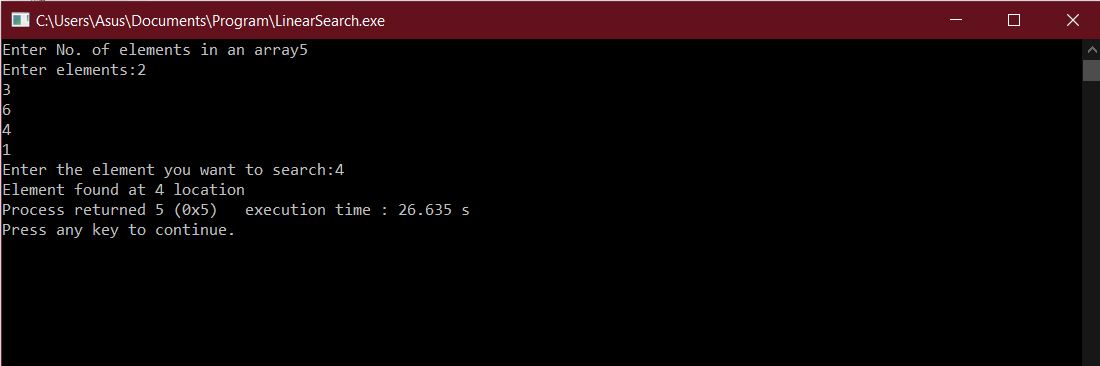 C:\Users\Asus\Documents\Program\LinearSearch.exe
Enter No. of elements in an array5
Enter elements:2
3
6
4
1
Enter the element you want to search:4
Element found at 4 location
Process returned 5 (0x5)   execution time : 26.635 s
Press any key to continue.